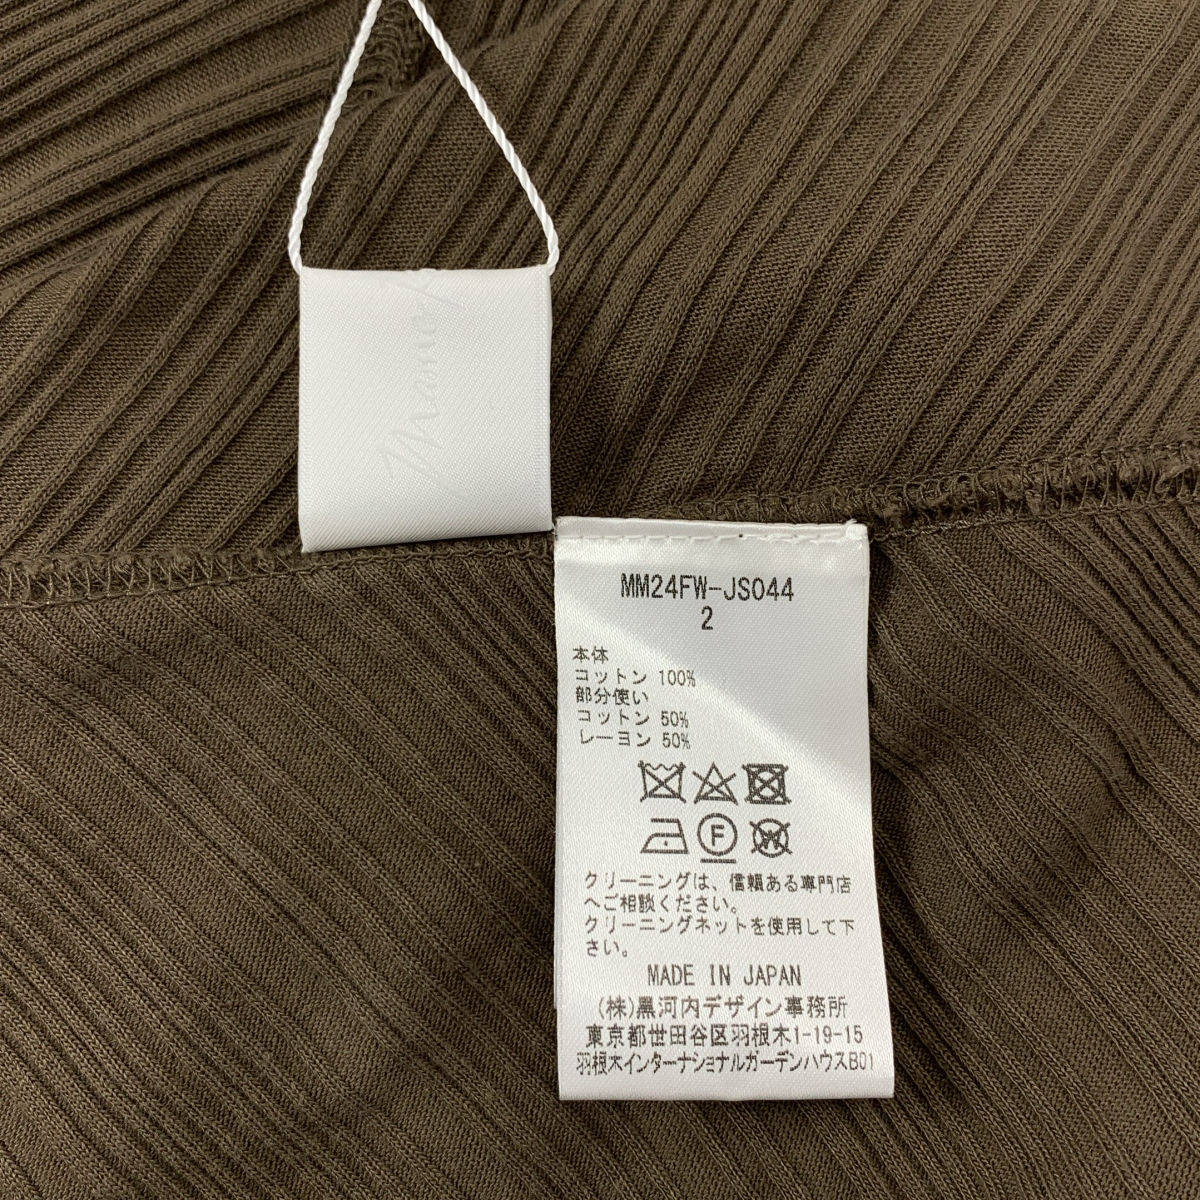 Mame K
MM24FW-JS044
2
本体
コットン 100%
部分使い
コットン 50%
レーヨン 50%
F
W
クリーニングは、信頼ある専門店
へご相談ください。
クリーニングネットを使用して下
さい。
MADE IN JAPAN
(株)黒河内デザイン事務所
東京都世田谷区羽根木1-19-15
羽根木インターナショナルガーデンハウスB01